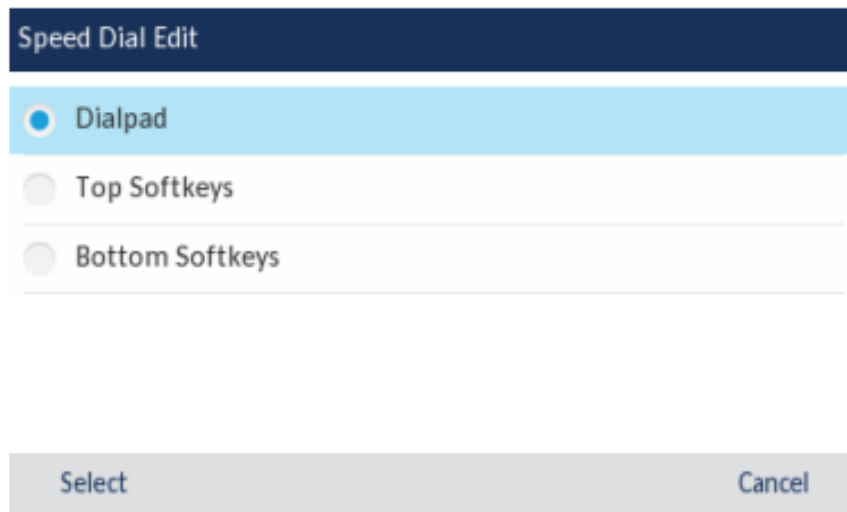 Speed Dial Edit
Dialpad
Top Softkeys
Bottom Softkeys
Select Cancel